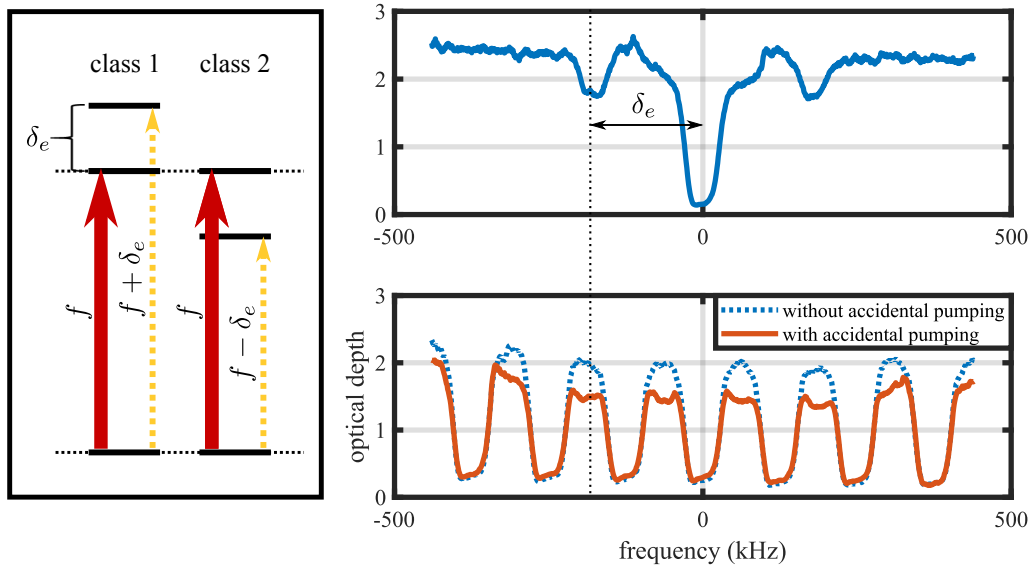 class 1 class 2
δₑ
f
f + δₑ
f
f − δₑ
3
2
1
0
δₑ
-500 0 500
3
2
1
0
without accidental pumping
with accidental pumping
optical depth
-500 0 500
frequency (kHz)